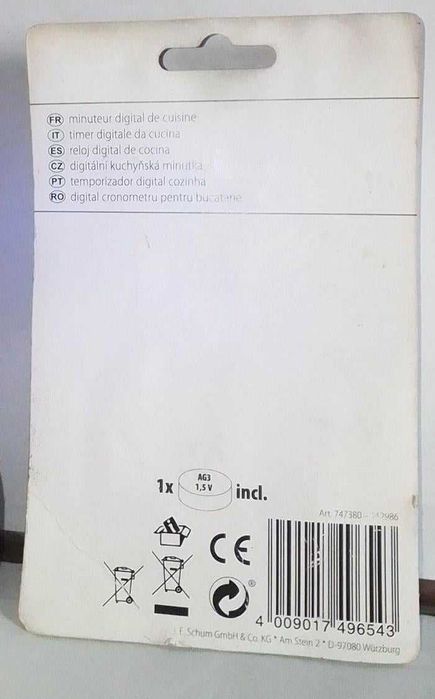 FR minuteur digital de cuisine
IT timer digitale da cucina
ES reloj digital de cocina
CZ digitální kuchyňská minutka
PT temporizador digital cozinha
RO digital cronometru pentru bucatarie
1x AG3 1,5 V incl.
Art. 747380
CE
®
4 009017 496543
F. Schum GmbH & Co. KG * Am Stein 2 * D-97080 Würzburg